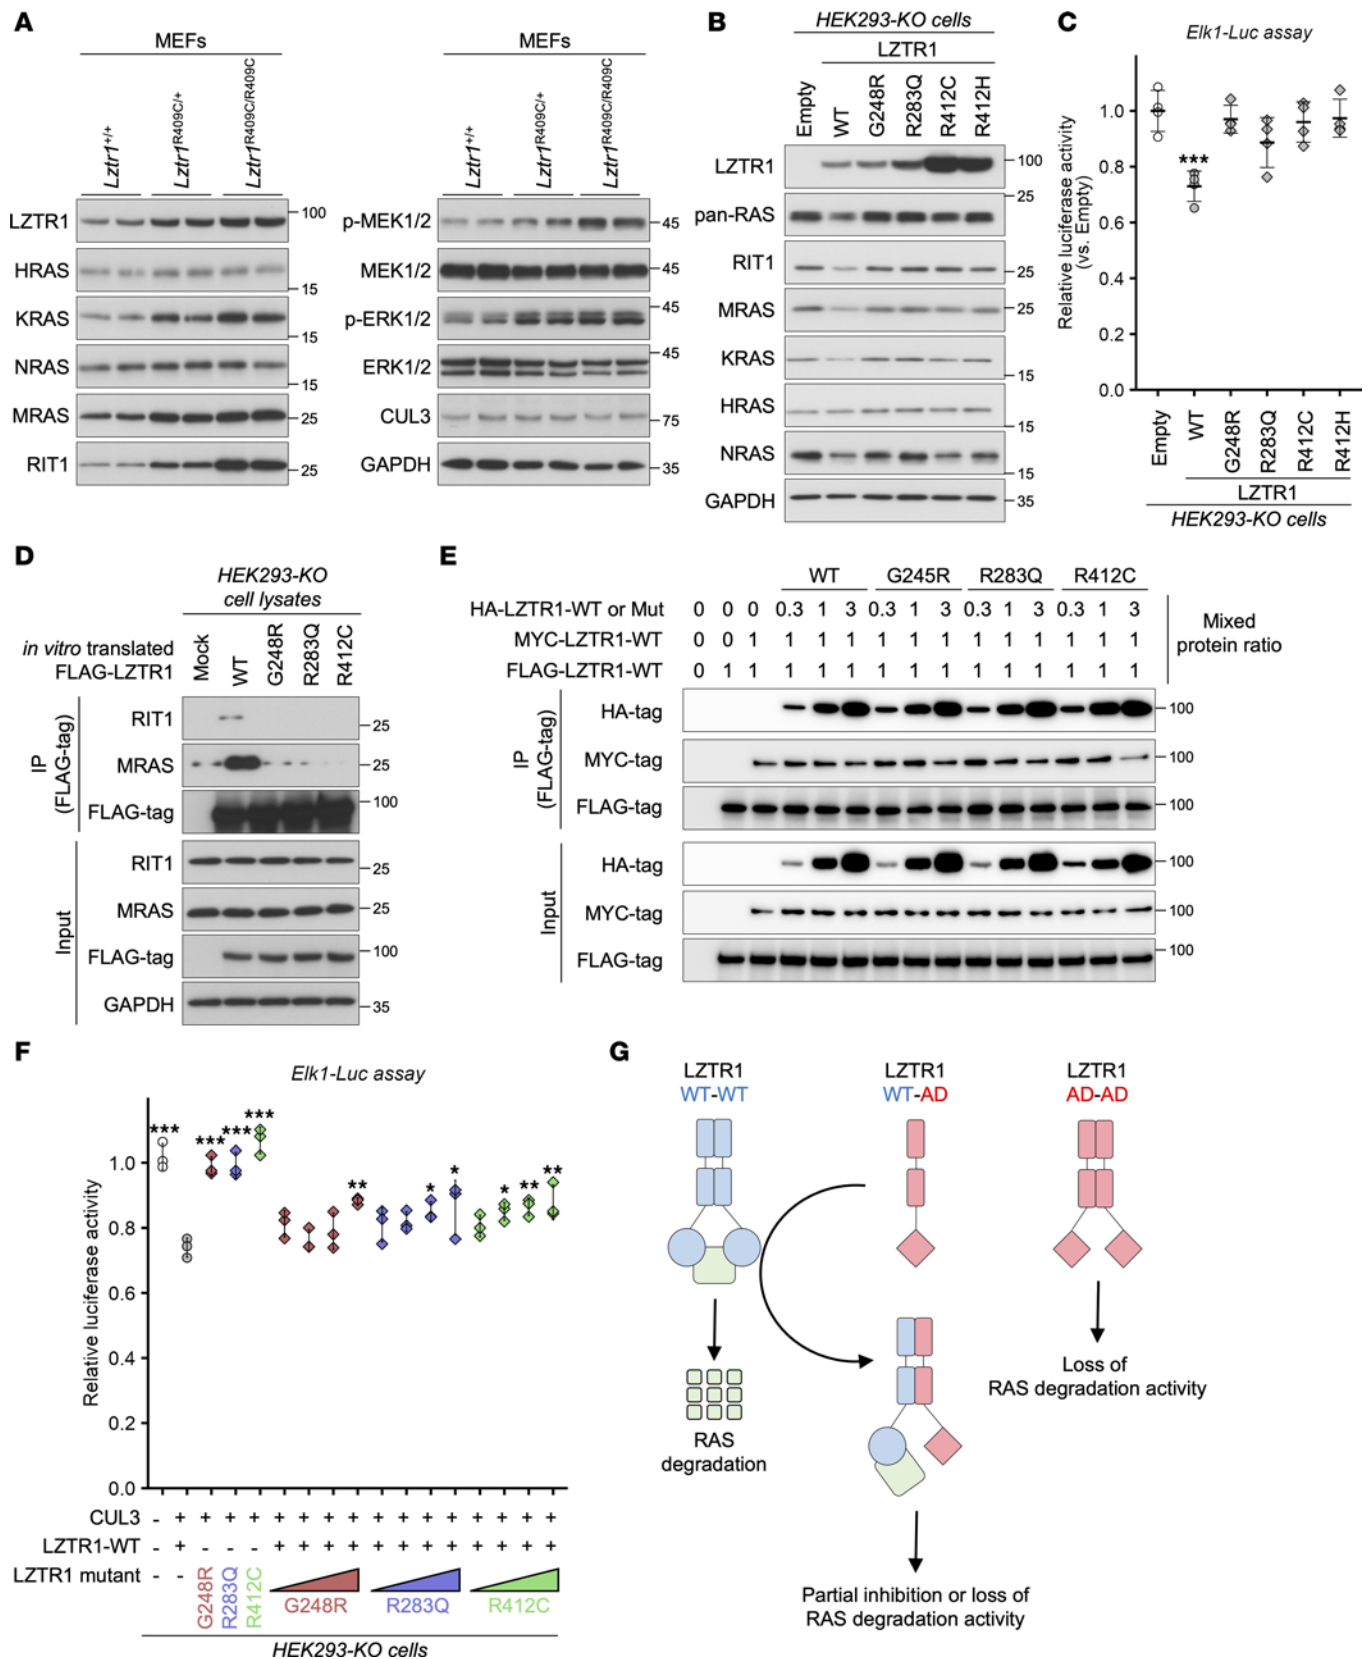 A
MEFs
Lztr1+/+
Lztr1R409C/+
Lztr1R409C/R409C
LZTR1
100
HRAS
15
KRAS
15
NRAS
15
MRAS
25
RIT1
25
MEFs
Lztr1+/+
Lztr1R409C/+
Lztr1R409C/R409C
p-MEK1/2
45
MEK1/2
45
p-ERK1/2
45
ERK1/2
45
CUL3
75
GAPDH
35
B
HEK293-KO cells
LZTR1
Empty
WT
G248R
R283Q
R412C
R412H
LZTR1
100
pan-RAS
25
RIT1
25
MRAS
25
KRAS
15
HRAS
15
NRAS
15
GAPDH
35
C
Elk1-Luc assay
Relative luciferase activity
(vs. Empty)
1.0
0.8
0.6
0.4
0.2
0.0
***
Empty
WT
G248R
R283Q
R412C
R412H
LZTR1
HEK293-KO cells
D
HEK293-KO
cell lysates
in vitro translated
FLAG-LZTR1
Mock
WT
G248R
R283Q
R412C
IP
(FLAG-tag)
RIT1
25
MRAS
25
FLAG-tag
100
Input
RIT1
25
MRAS
25
FLAG-tag
100
GAPDH
35
E
WT G245R R283Q R412C
HA-LZTR1-WT or Mut 0 0 0 0.3 1 3 0.3 1 3 0.3 1 3 0.3 1 3
MYC-LZTR1-WT 0 0 1 1 1 1 1 1 1 1 1 1 1 1 1
FLAG-LZTR1-WT 0 1 1 1 1 1 1 1 1 1 1 1 1 1 1
Mixed
protein ratio
IP
(FLAG-tag)
HA-tag
100
MYC-tag
100
FLAG-tag
100
Input
HA-tag
100
MYC-tag
100
FLAG-tag
100
F
Elk1-Luc assay
Relative luciferase activity
1.0
0.8
0.6
0.4
0.2
0.0
*** *** *** *** ** * * * ** **
CUL3 - + + + + + + + + + + + + + + + +
LZTR1-WT - + - - - + + + + + + + + + + + +
LZTR1 mutant - -
G248R
R283Q
R412C
G248R
R283Q
R412C
HEK293-KO cells
G
LZTR1
WT-WT
LZTR1
WT-AD
LZTR1
AD-AD
RAS
degradation
Loss of
RAS degradation activity
Partial inhibition or loss of
RAS degradation activity